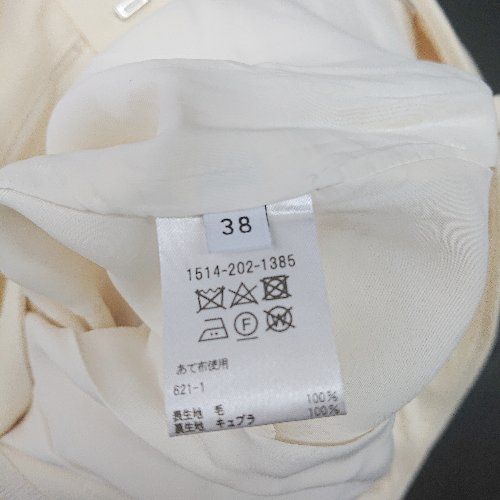 38
1514-202-1385
あて布使用
621-1
表生地 毛 100%
裏生地 キュプラ 100%